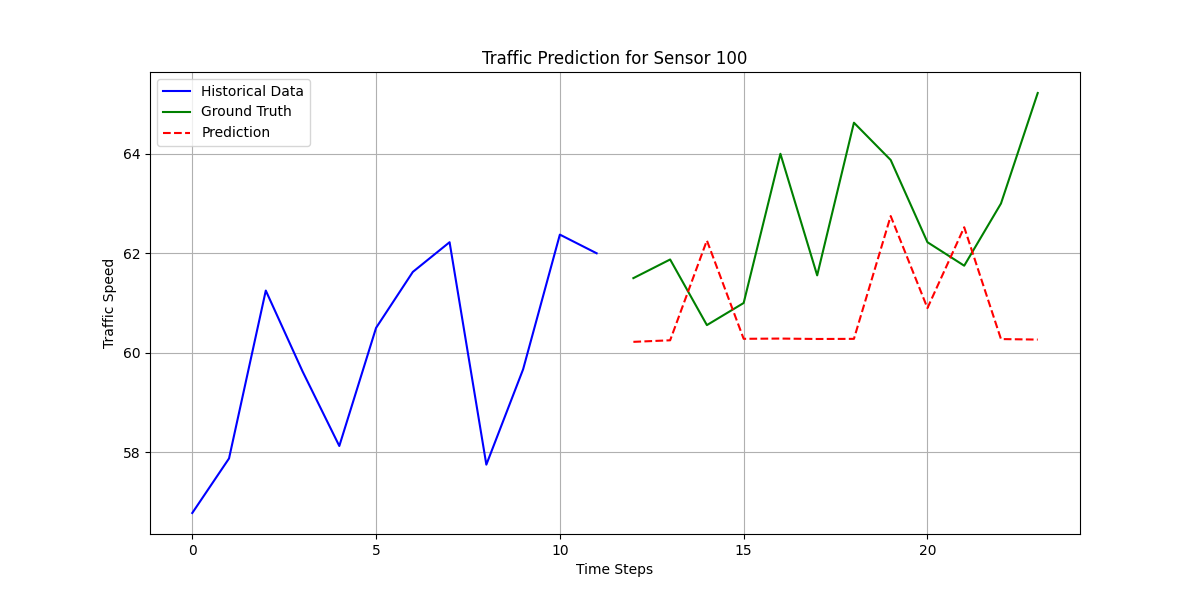 Traffic Prediction for Sensor 100
Historical Data
Ground Truth
Prediction
Traffic Speed
64
62
60
58
0 5 10 15 20
Time Steps